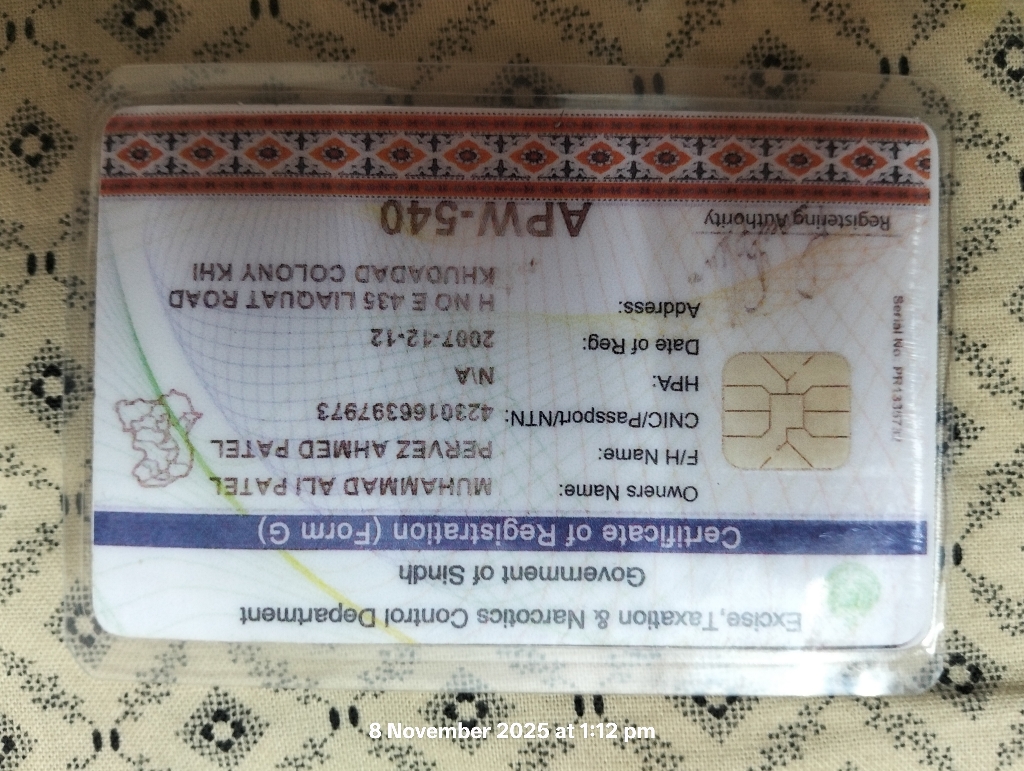 Excise,Taxation & Narcotics Control Department
Government of Sindh
Certificate of Registration (Form G)
Owners Name: MUHAMMAD ALI PATEL
F/H Name: PERVEZ AHMED PATEL
CNIC/Passport/NTN: 4230166397973
HPA: N\A
Date of Reg: 2007-12-12
Address: H NO E 435 LIAQUAT ROAD
KHUDADAD COLONY KHI
Serial No
Registering Authority
APW-540
8 November 2025 at 1:12 pm